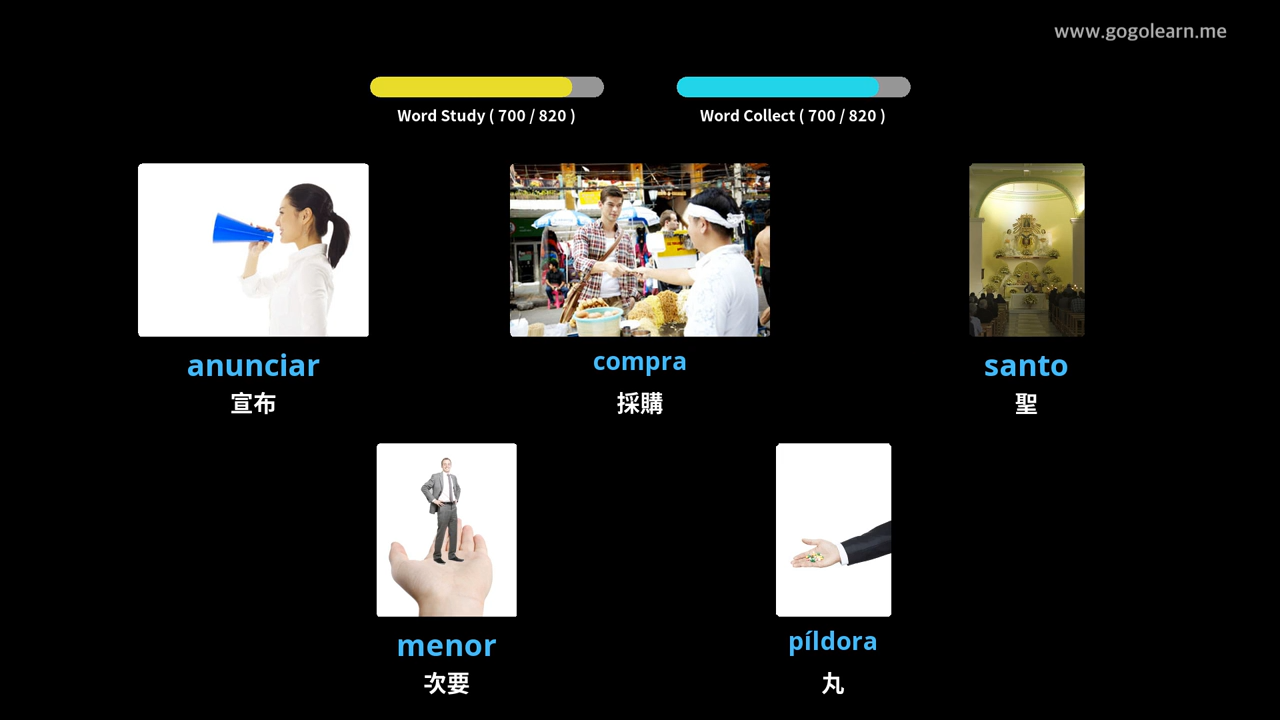 www.gogolearn.me
Word Study ( 700 / 820 )
Word Collect ( 700 / 820 )
anunciar
宣布
compra
採購
santo
聖
menor
次要
píldora
丸